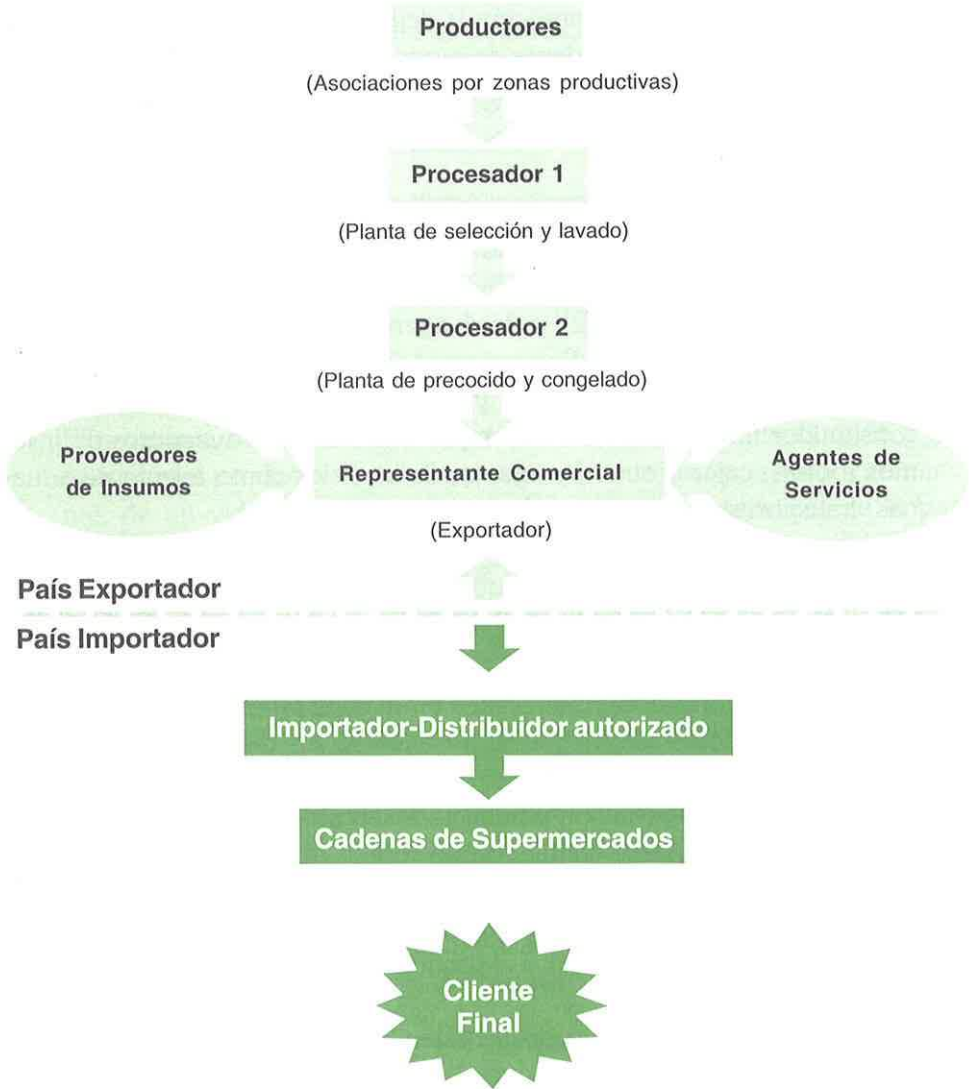 Productores
(Asociaciones por zonas productivas)
Procesador 1
(Planta de selección y lavado)
Procesador 2
(Planta de precocido y congelado)
Proveedores
de Insumos
Representante Comercial
Agentes de
Servicios
(Exportador)
País Exportador
País Importador
Importador-Distribuidor autorizado
Cadenas de Supermercados
Cliente
Final